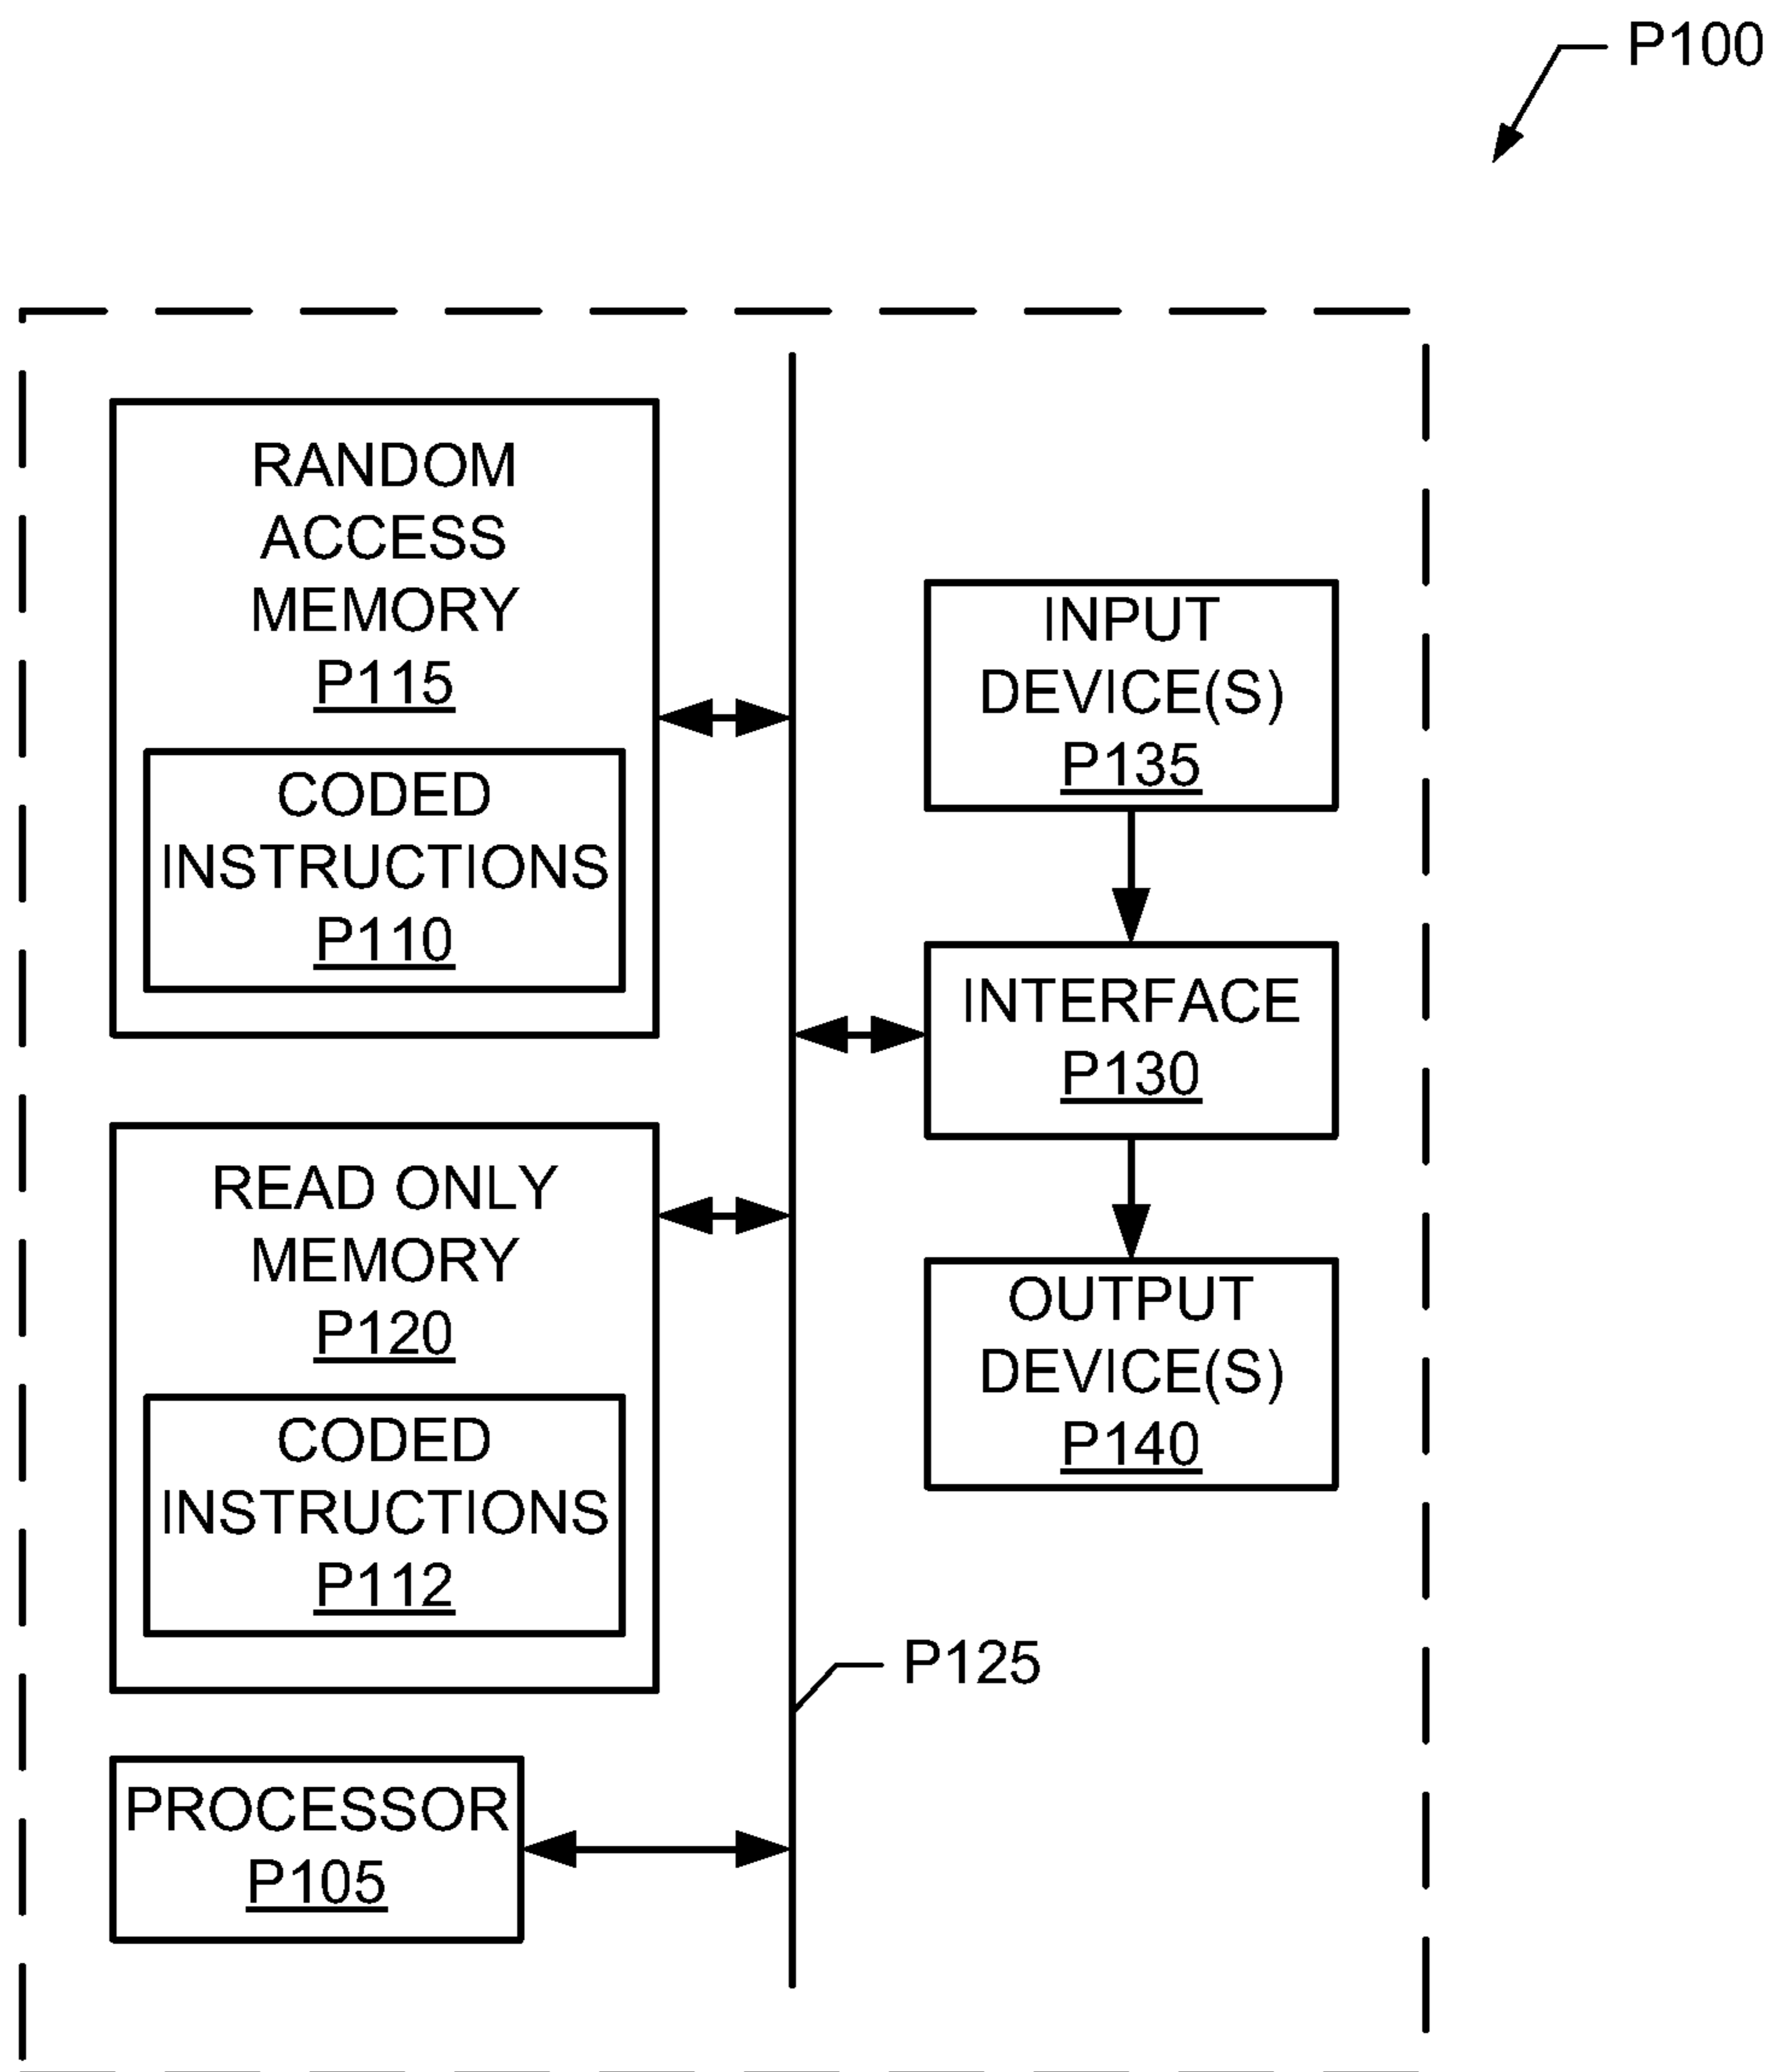 P100
RANDOM
ACCESS
MEMORY
P115
CODED
INSTRUCTIONS
P110
READ ONLY
MEMORY
P120
CODED
INSTRUCTIONS
P112
PROCESSOR
P105
INPUT
DEVICE(S)
P135
INTERFACE
P130
OUTPUT
DEVICE(S)
P140
P125